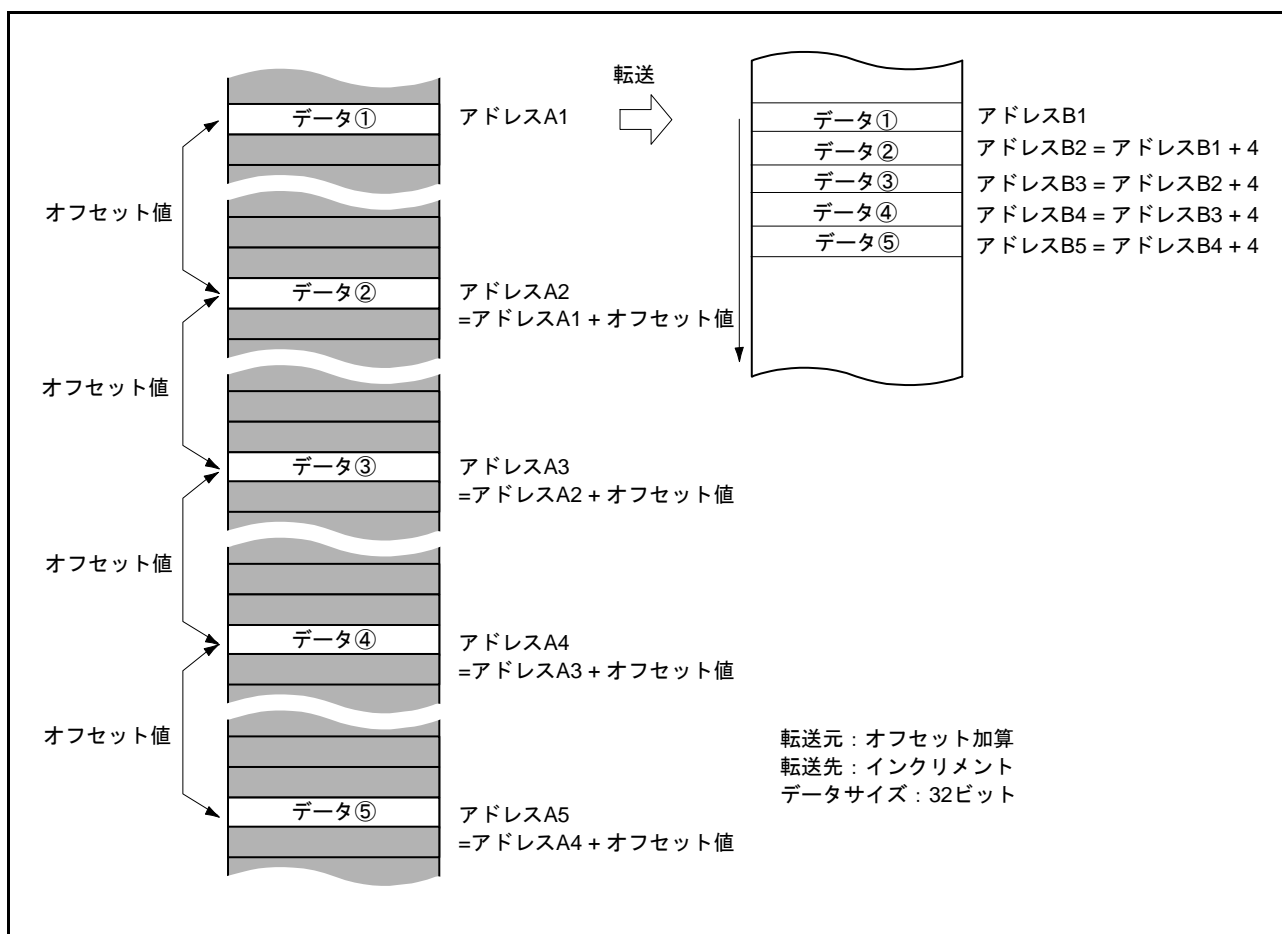 データ①
アドレスA1
オフセット値
データ②
アドレスA2
=アドレスA1 + オフセット値
オフセット値
データ③
アドレスA3
=アドレスA2 + オフセット値
オフセット値
データ④
アドレスA4
=アドレスA3 + オフセット値
オフセット値
データ⑤
アドレスA5
=アドレスA4 + オフセット値
転送
データ①
アドレスB1
データ②
アドレスB2 = アドレスB1 + 4
データ③
アドレスB3 = アドレスB2 + 4
データ④
アドレスB4 = アドレスB3 + 4
データ⑤
アドレスB5 = アドレスB4 + 4
転送元：オフセット加算
転送先：インクリメント
データサイズ：32ビット